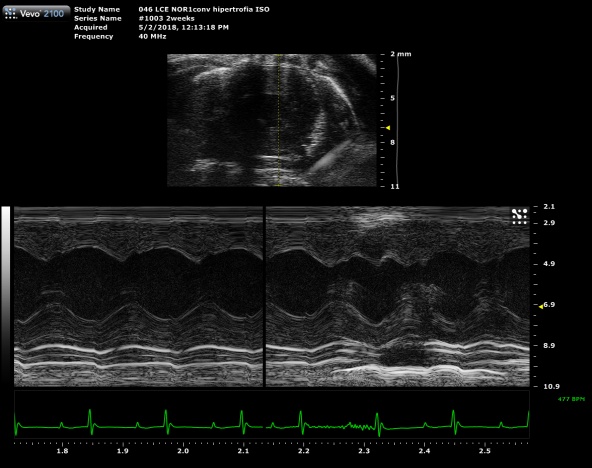 Vevo 2100
Study Name 046 LCE NOR1conv hipertrofia ISO
Series Name #1003 2weeks
Acquired 5/2/2018, 12:13:18 PM
Frequency 40 MHz
2 mm
5
8
11
2.1
2.9
4.9
6.9
8.9
10.9
477 BPM
1.8 1.9 2.0 2.1 2.2 2.3 2.4 2.5